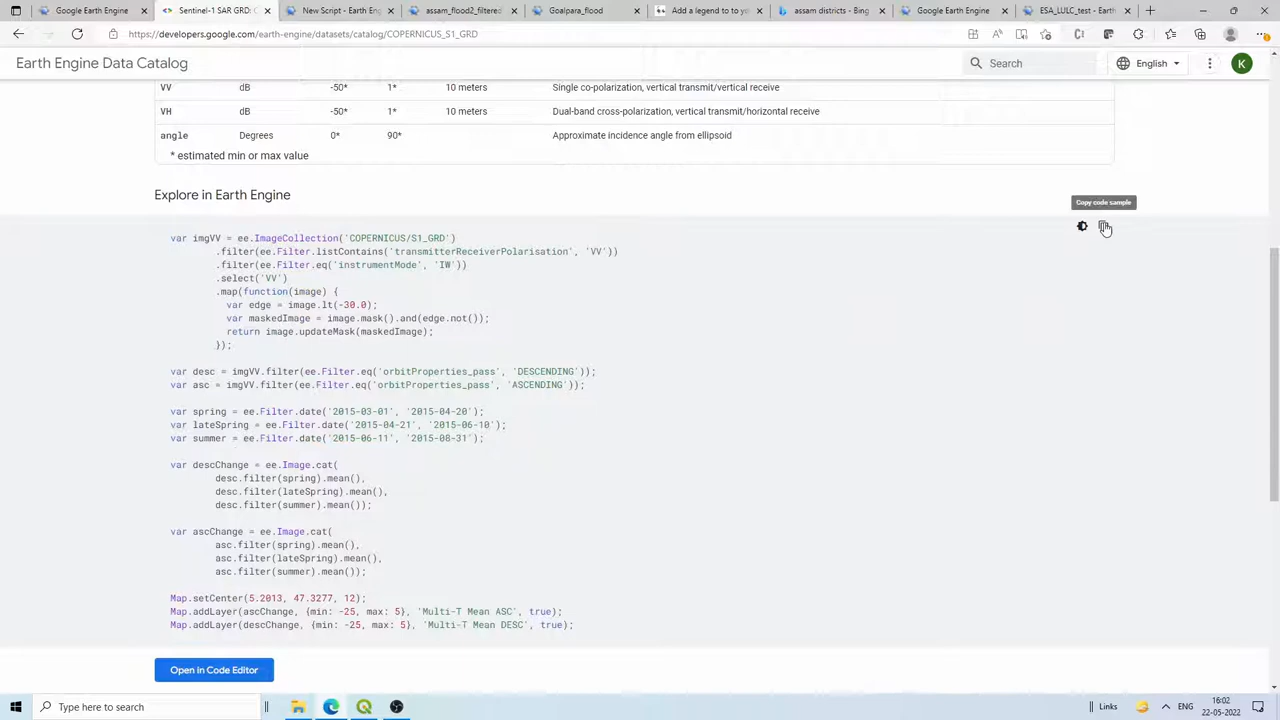 Earth Engine
Sentinel-1 SAR GRD: C
New Script - Earth Eng
assam_flood2_filtered
Goalpara_flood
Add a legend to to yo
assam districts - Bing
Google Earth Engine
ESA_LULC_test - Earth
https://developers.google.com/earth-engine/datasets/catalog/COPERNICUS_S1_GRD
Earth Engine Data Catalog
Search
English
K
VV dB -50* 1* 10 meters Single co-polarization, vertical transmit/vertical receive
VH dB -50* 1* 10 meters Dual-band cross-polarization, vertical transmit/horizontal receive
angle Degrees 0* 90* Approximate incidence angle from ellipsoid
* estimated min or max value
Explore in Earth Engine
Copy code sample
var imgVV = ee.ImageCollection('COPERNICUS/S1_GRD')
.filter(ee.Filter.listContains('transmitterReceiverPolarisation', 'VV'))
.filter(ee.Filter.eq('instrumentMode', 'IW'))
.select('VV')
.map(function(image) {
var edge = image.lt(-30.0);
var maskedImage = image.mask().and(edge.not());
return image.updateMask(maskedImage);
});
var desc = imgVV.filter(ee.Filter.eq('orbitProperties_pass', 'DESCENDING'));
var asc = imgVV.filter(ee.Filter.eq('orbitProperties_pass', 'ASCENDING'));
var spring = ee.Filter.date('2015-03-01', '2015-04-20');
var lateSpring = ee.Filter.date('2015-04-21', '2015-06-10');
var summer = ee.Filter.date('2015-06-11', '2015-08-31');
var descChange = ee.Image.cat(
desc.filter(spring).mean(),
desc.filter(lateSpring).mean(),
desc.filter(summer).mean());
var ascChange = ee.Image.cat(
asc.filter(spring).mean(),
asc.filter(lateSpring).mean(),
asc.filter(summer).mean());
Map.setCenter(5.2013, 47.3277, 12);
Map.addLayer(ascChange, {min: -25, max: 5}, 'Multi-T Mean ASC', true);
Map.addLayer(descChange, {min: -25, max: 5}, 'Multi-T Mean DESC', true);
Open in Code Editor
Type here to search
Links
ENG
16:02
22-05-2022